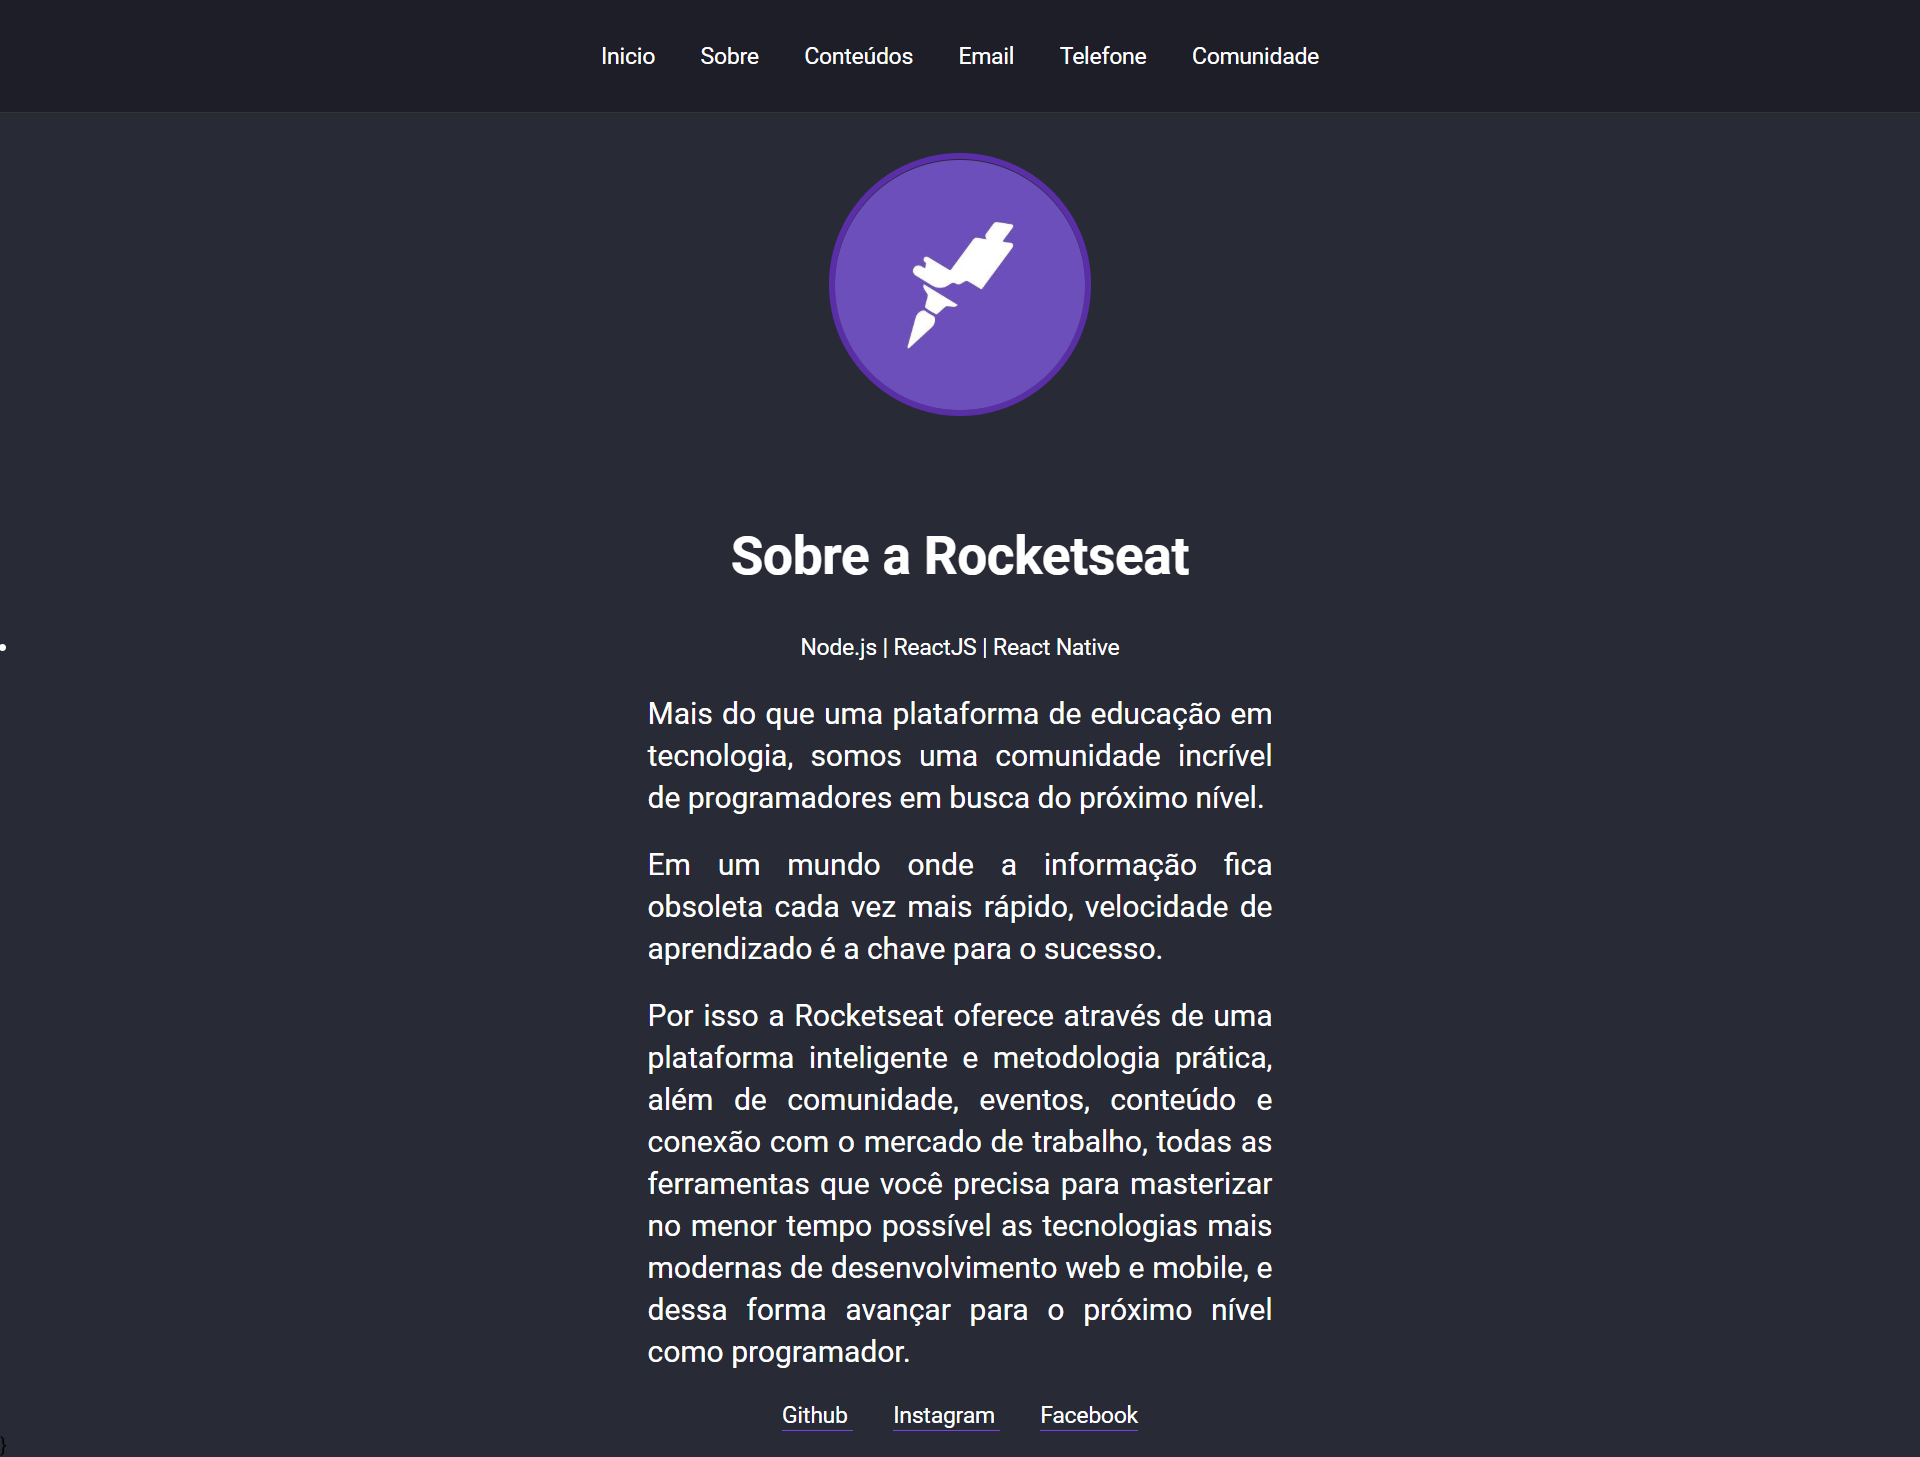 Inicio Sobre Conteúdos Email Telefone Comunidade
Sobre a Rocketseat
• Node.js | ReactJS | React Native
Mais do que uma plataforma de educação em
tecnologia, somos uma comunidade incrível
de programadores em busca do próximo nível.
Em um mundo onde a informação fica
obsoleta cada vez mais rápido, velocidade de
aprendizado é a chave para o sucesso.
Por isso a Rocketseat oferece através de uma
plataforma inteligente e metodologia prática,
além de comunidade, eventos, conteúdo e
conexão com o mercado de trabalho, todas as
ferramentas que você precisa para masterizar
no menor tempo possível as tecnologias mais
modernas de desenvolvimento web e mobile, e
dessa forma avançar para o próximo nível
como programador.
Github Instagram Facebook
}